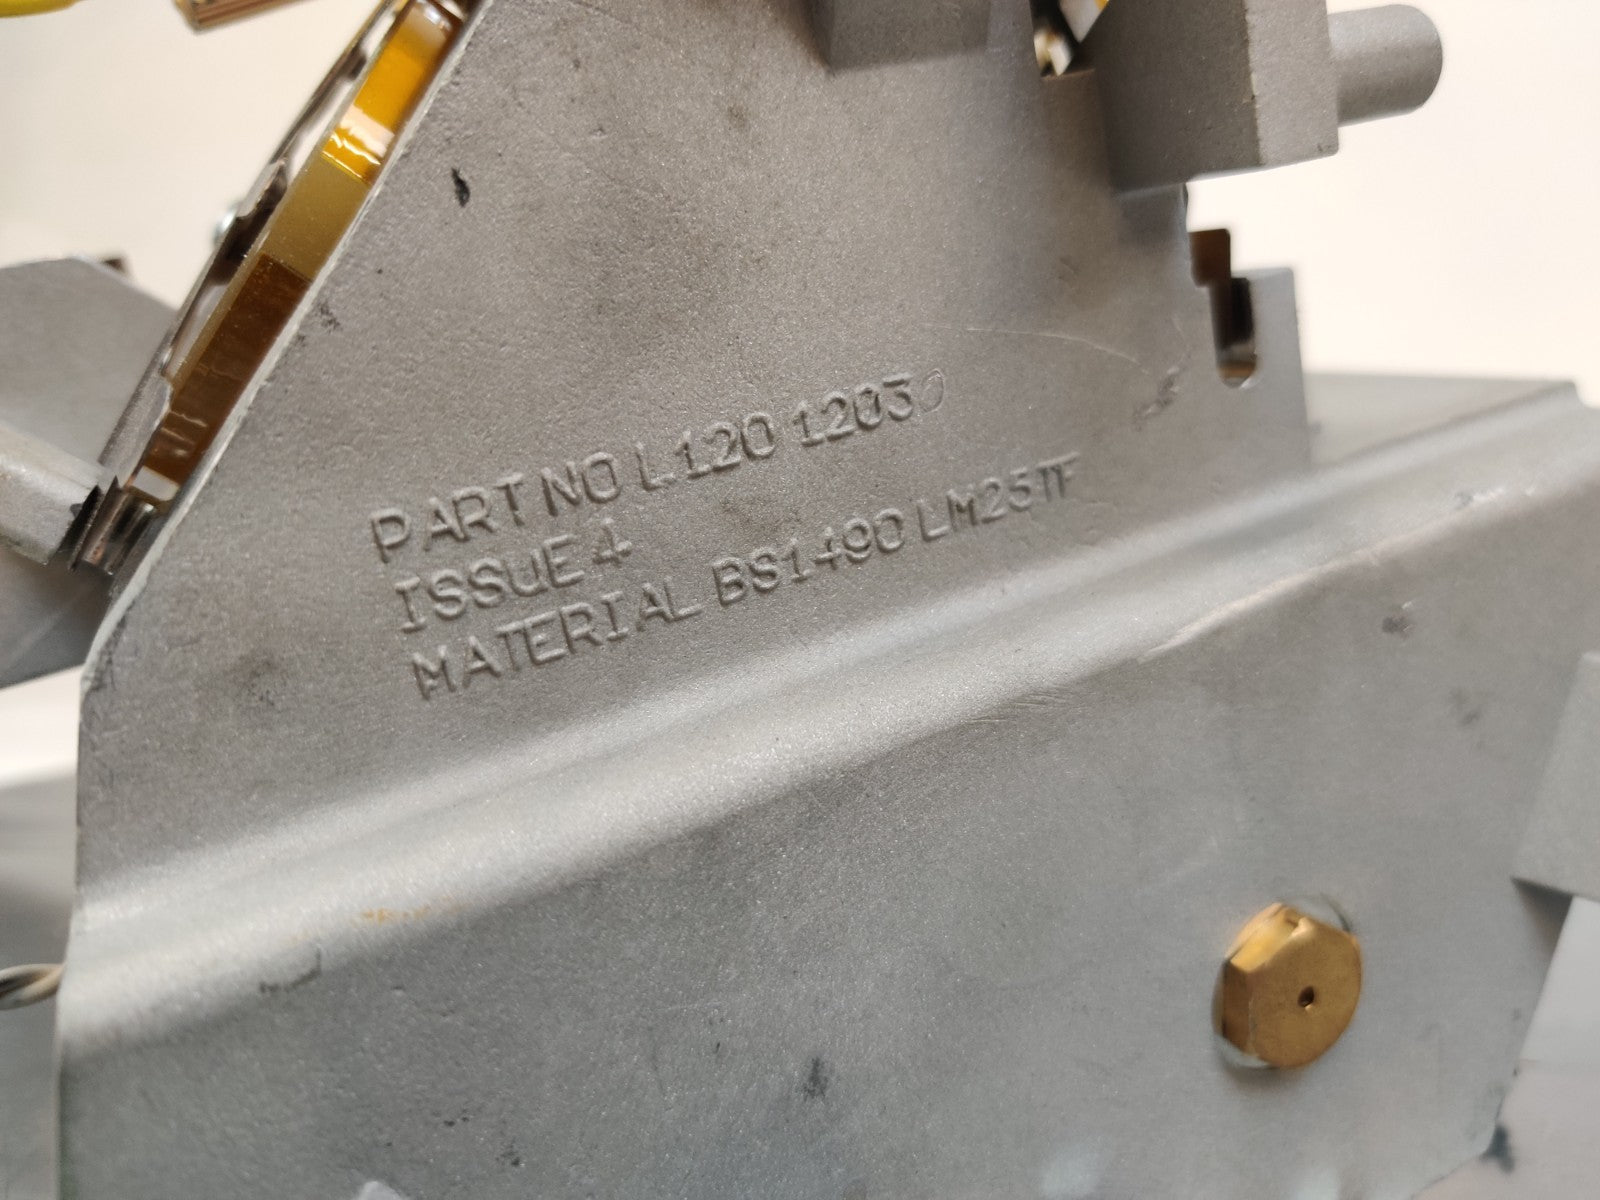 PART NO L120 12030
ISSUE 4
MATERIAL BS1490 LM25TF